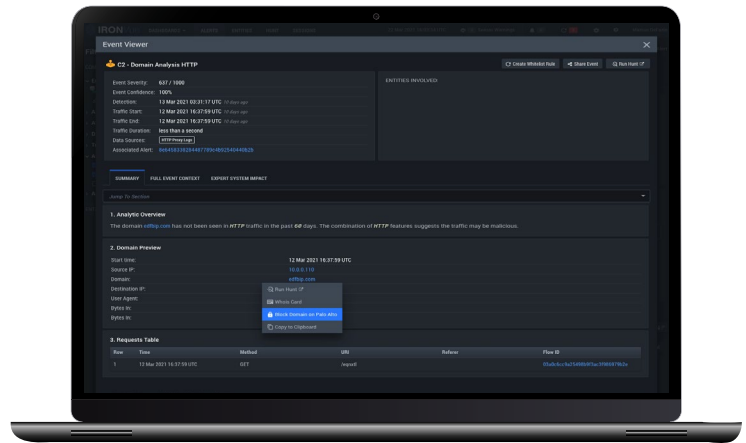 IRON
Event Viewer
C2 - Domain Analysis HTTP
Create Whitelist Rule
Share Event
Run Hunt
Event Severity: 637 / 1000
ENTITIES INVOLVED
Event Confidence: 100%
Detection: 13 Mar 2021 03:31:17 UTC
Traffic Start: 12 Mar 2021 16:37:59 UTC
Traffic End: 12 Mar 2021 16:37:59 UTC
Traffic Duration: less than a second
Data Sources: HTTP Proxy Logs
Associated Alert:
SUMMARY FULL EVENT CONTEXT EXPERT SYSTEM IMPACT
Jump To Section
1. Analytic Overview
The domain has not been seen in HTTP traffic in the past 60 days. The combination of HTTP features suggests the traffic may be malicious.
2. Domain Preview
Start time: 12 Mar 2021 16:37:59 UTC
Source IP: 10.0.0.110
Domain:
Destination IP: Run Hunt
User Agent: Whois Card
Bytes In: Block Domain on Palo Alto
Bytes In: Copy to Clipboard
3. Requests Table
Row Time Method URI Referer Flow ID
1 12 Mar 2021 16:37:59 UTC GET